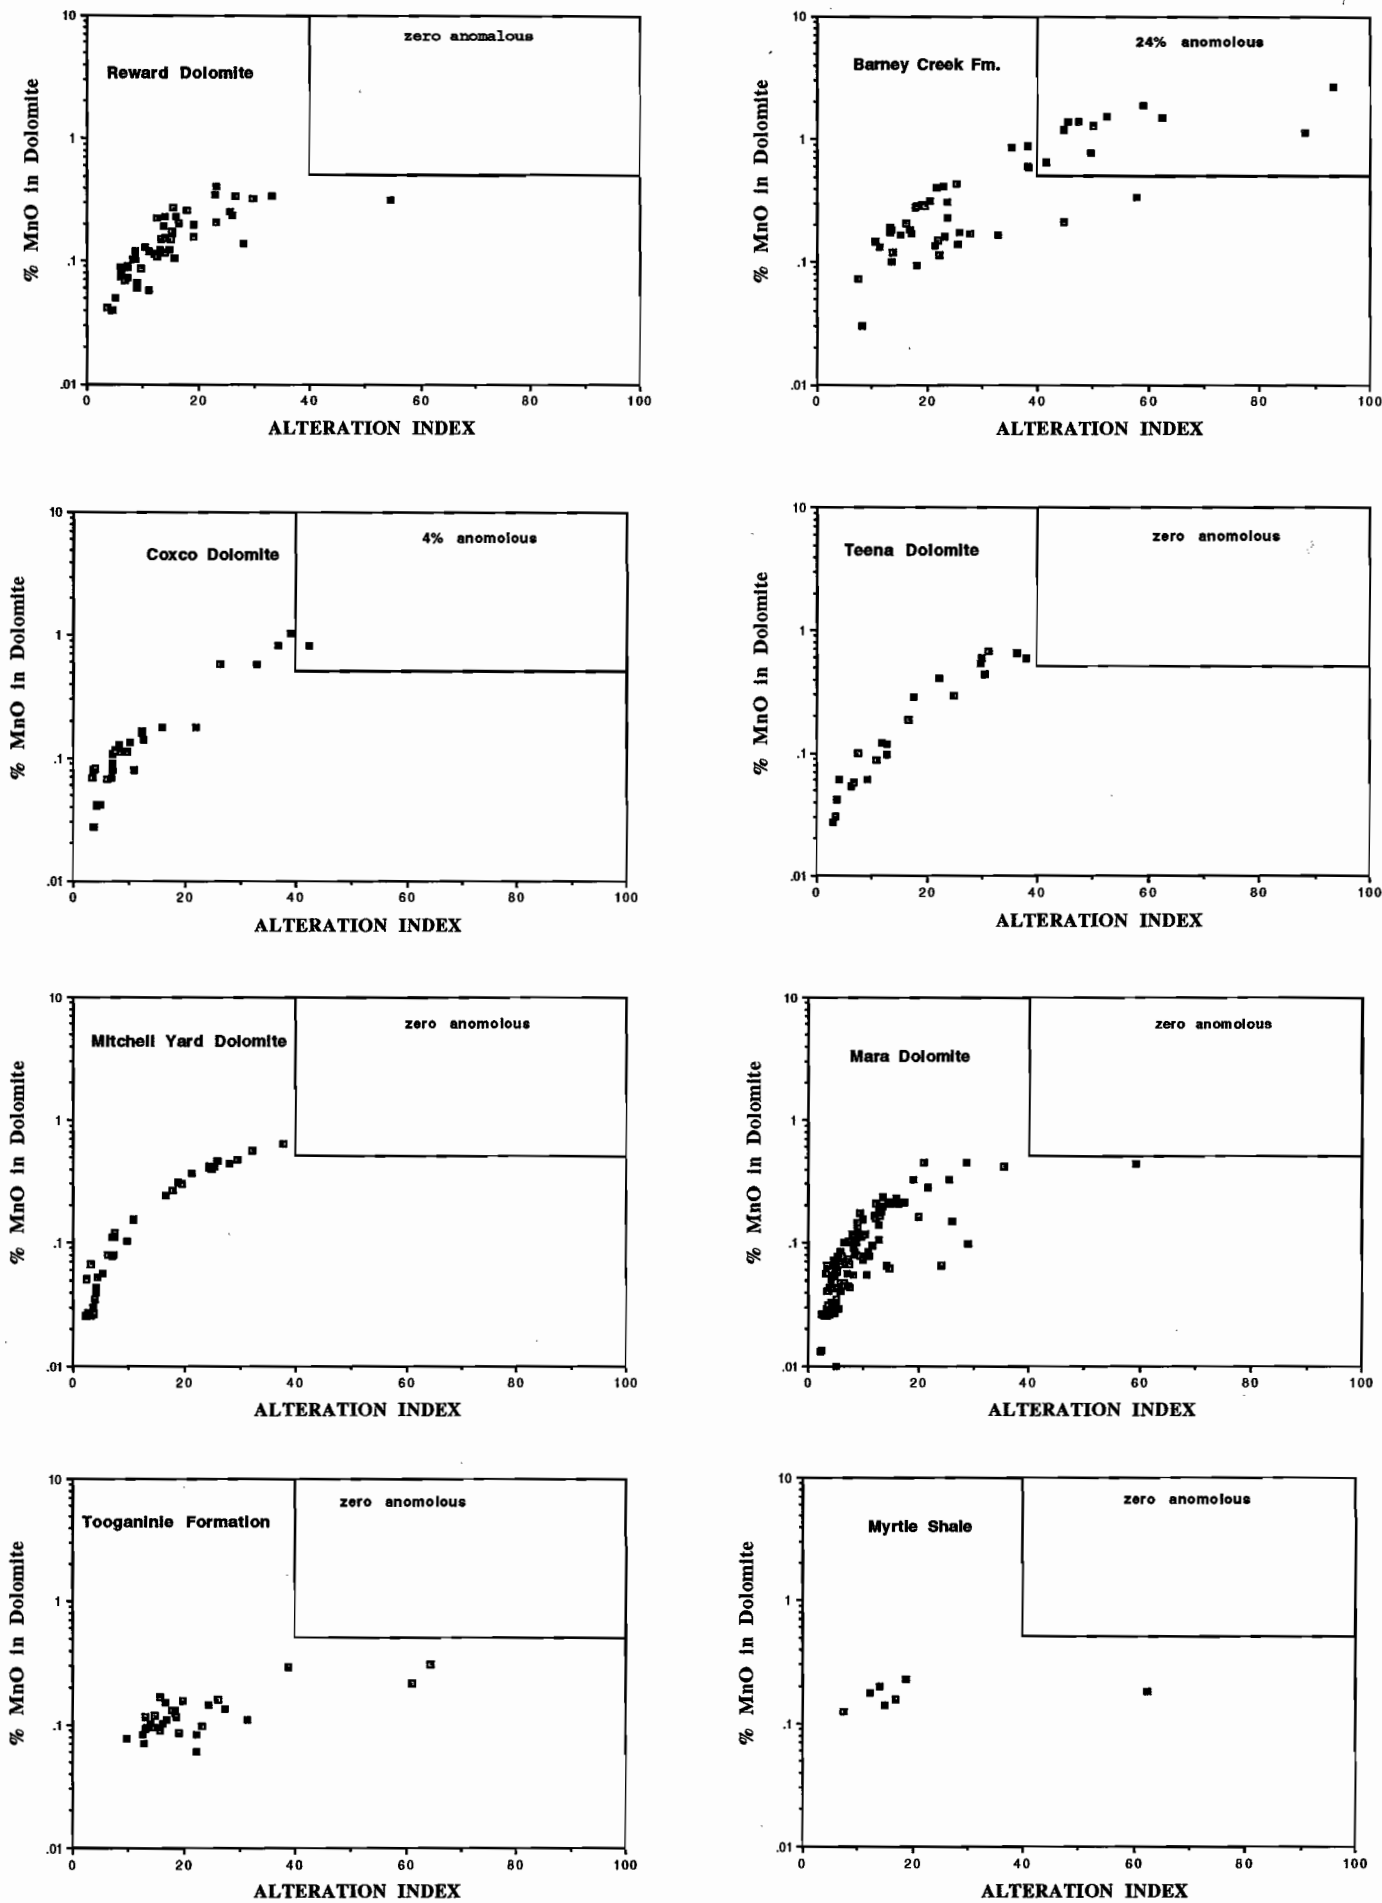 10
1
.1
.01
% MnO in Dolomite
Reward Dolomite
zero anomalous
0 20 40 60 80 100
ALTERATION INDEX
10
1
.1
.01
% MnO in Dolomite
Barney Creek Fm.
24% anomolous
0 20 40 60 80 100
ALTERATION INDEX
10
1
.1
.01
% MnO in Dolomite
Coxco Dolomite
4% anomolous
0 20 40 60 80 100
ALTERATION INDEX
10
1
.1
.01
% MnO in Dolomite
Teena Dolomite
zero anomolous
0 20 40 60 80 100
ALTERATION INDEX
10
1
.1
.01
% MnO in Dolomite
Mitchell Yard Dolomite
zero anomolous
0 20 40 60 80 100
ALTERATION INDEX
10
1
.1
.01
% MnO in Dolomite
Mara Dolomite
zero anomolous
0 20 40 60 80 100
ALTERATION INDEX
10
1
.1
.01
% MnO in Dolomite
Tooganinie Formation
zero anomolous
0 20 40 60 80 100
ALTERATION INDEX
10
1
.1
.01
% MnO in Dolomite
Myrtle Shale
zero anomolous
0 20 40 60 80 100
ALTERATION INDEX